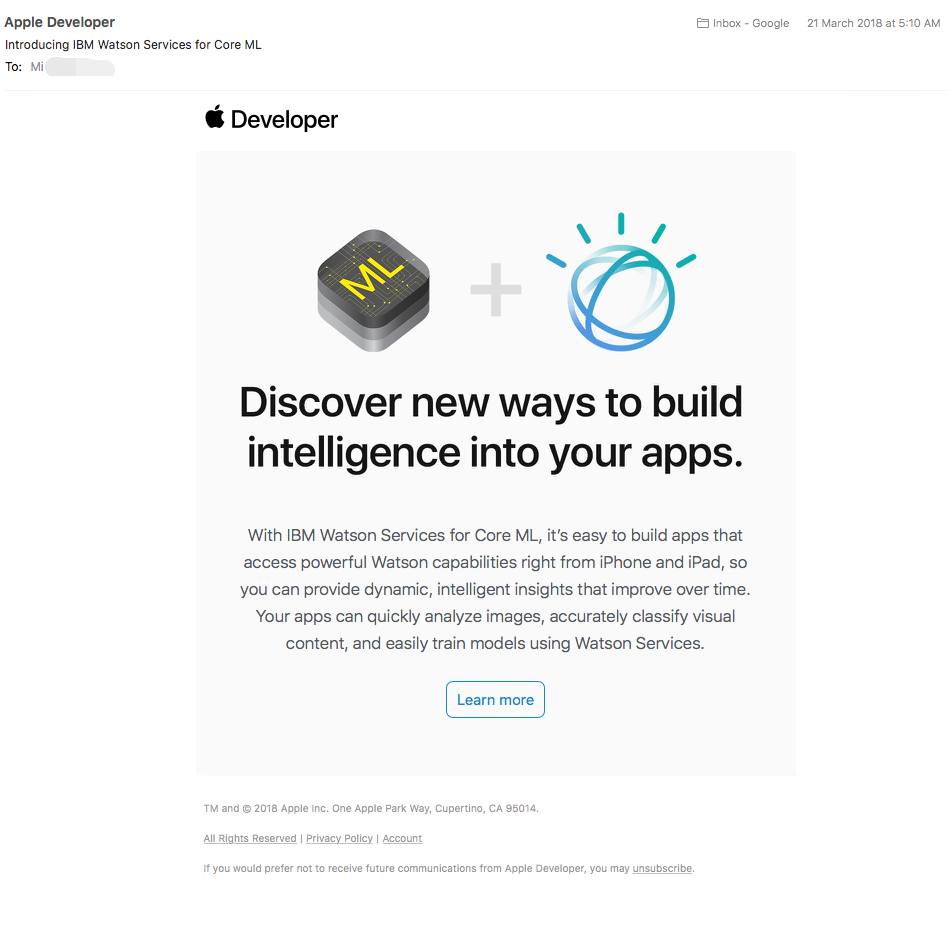 Apple Developer
Inbox - Google 21 March 2018 at 5:10 AM
Introducing IBM Watson Services for Core ML
To: Mi
Developer
ML
Discover new ways to build
intelligence into your apps.
With IBM Watson Services for Core ML, it’s easy to build apps that
access powerful Watson capabilities right from iPhone and iPad, so
you can provide dynamic, intelligent insights that improve over time.
Your apps can quickly analyze images, accurately classify visual
content, and easily train models using Watson Services.
Learn more
TM and © 2018 Apple Inc. One Apple Park Way, Cupertino, CA 95014.
All Rights Reserved | Privacy Policy | Account
If you would prefer not to receive future communications from Apple Developer, you may unsubscribe.